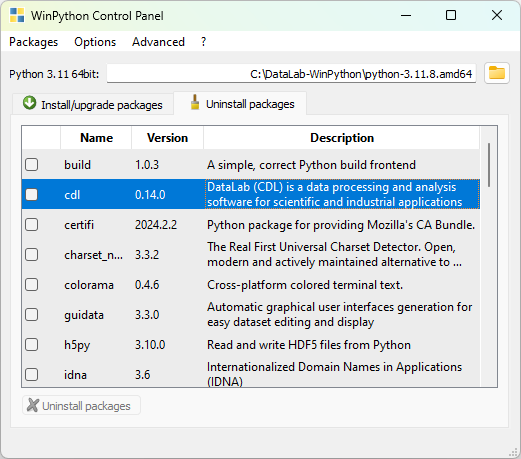 WinPython Control Panel
Packages Options Advanced ?
Python 3.11 64bit: C:\DataLab-WinPython\python-3.11.8.amd64
Install/upgrade packages Uninstall packages
Name Version Description
build 1.0.3 A simple, correct Python build frontend
cdl 0.14.0 DataLab (CDL) is a data processing and analysis
software for scientific and industrial applications
certifi 2024.2.2 Python package for providing Mozilla's CA Bundle.
charset_n... 3.3.2 The Real First Universal Charset Detector. Open,
modern and actively maintained alternative to ...
colorama 0.4.6 Cross-platform colored terminal text.
guidata 3.3.0 Automatic graphical user interfaces generation for
easy dataset editing and display
h5py 3.10.0 Read and write HDF5 files from Python
idna 3.6 Internationalized Domain Names in Applications
(IDNA)
Uninstall packages